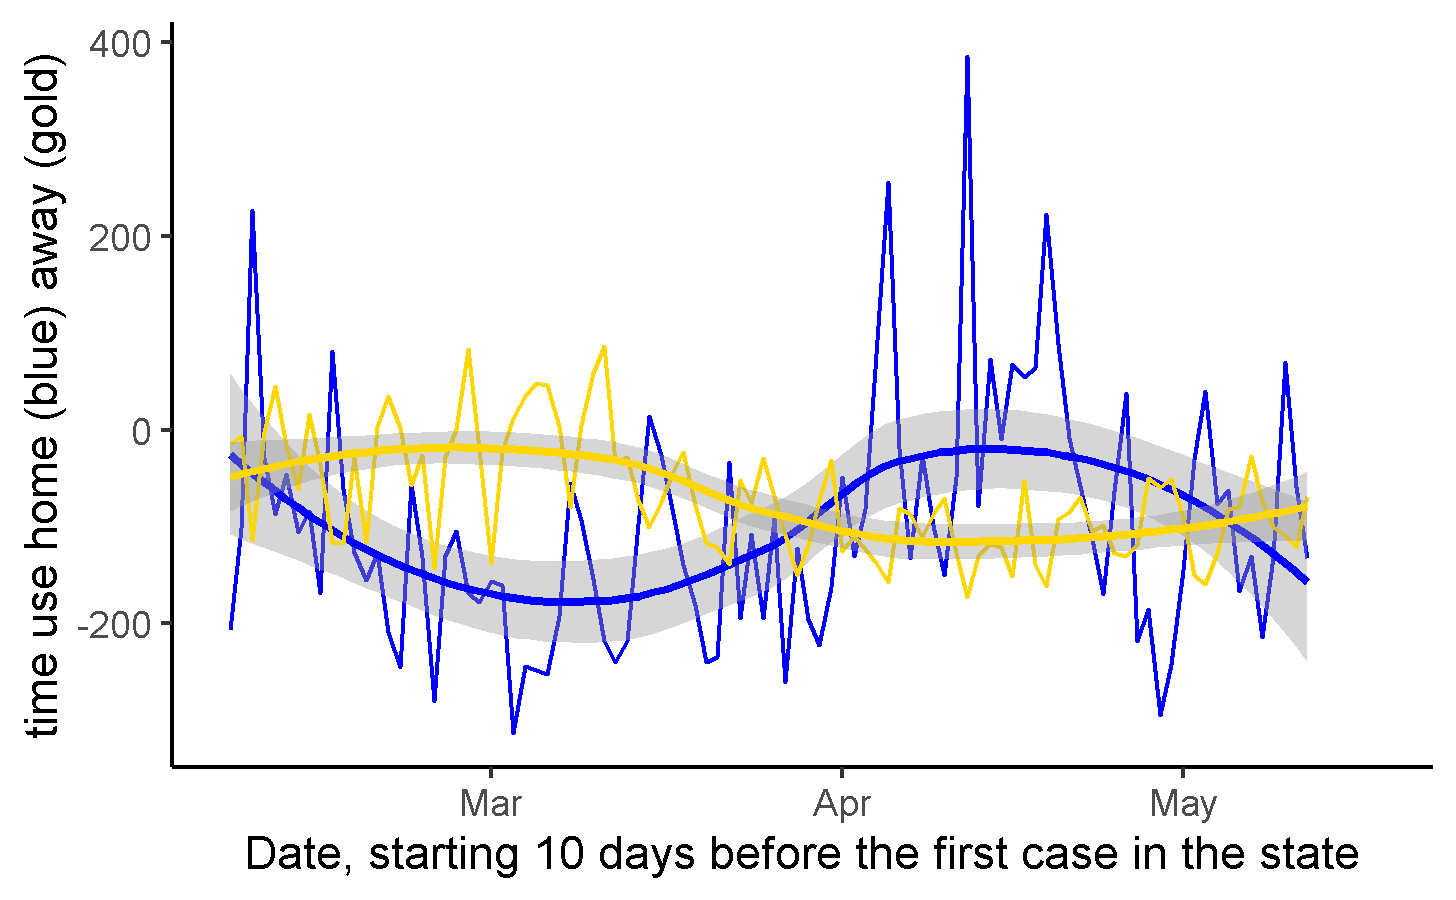 time use home (blue) away (gold)
400
200
0
-200
Mar
Apr
May
Date, starting 10 days before the first case in the state